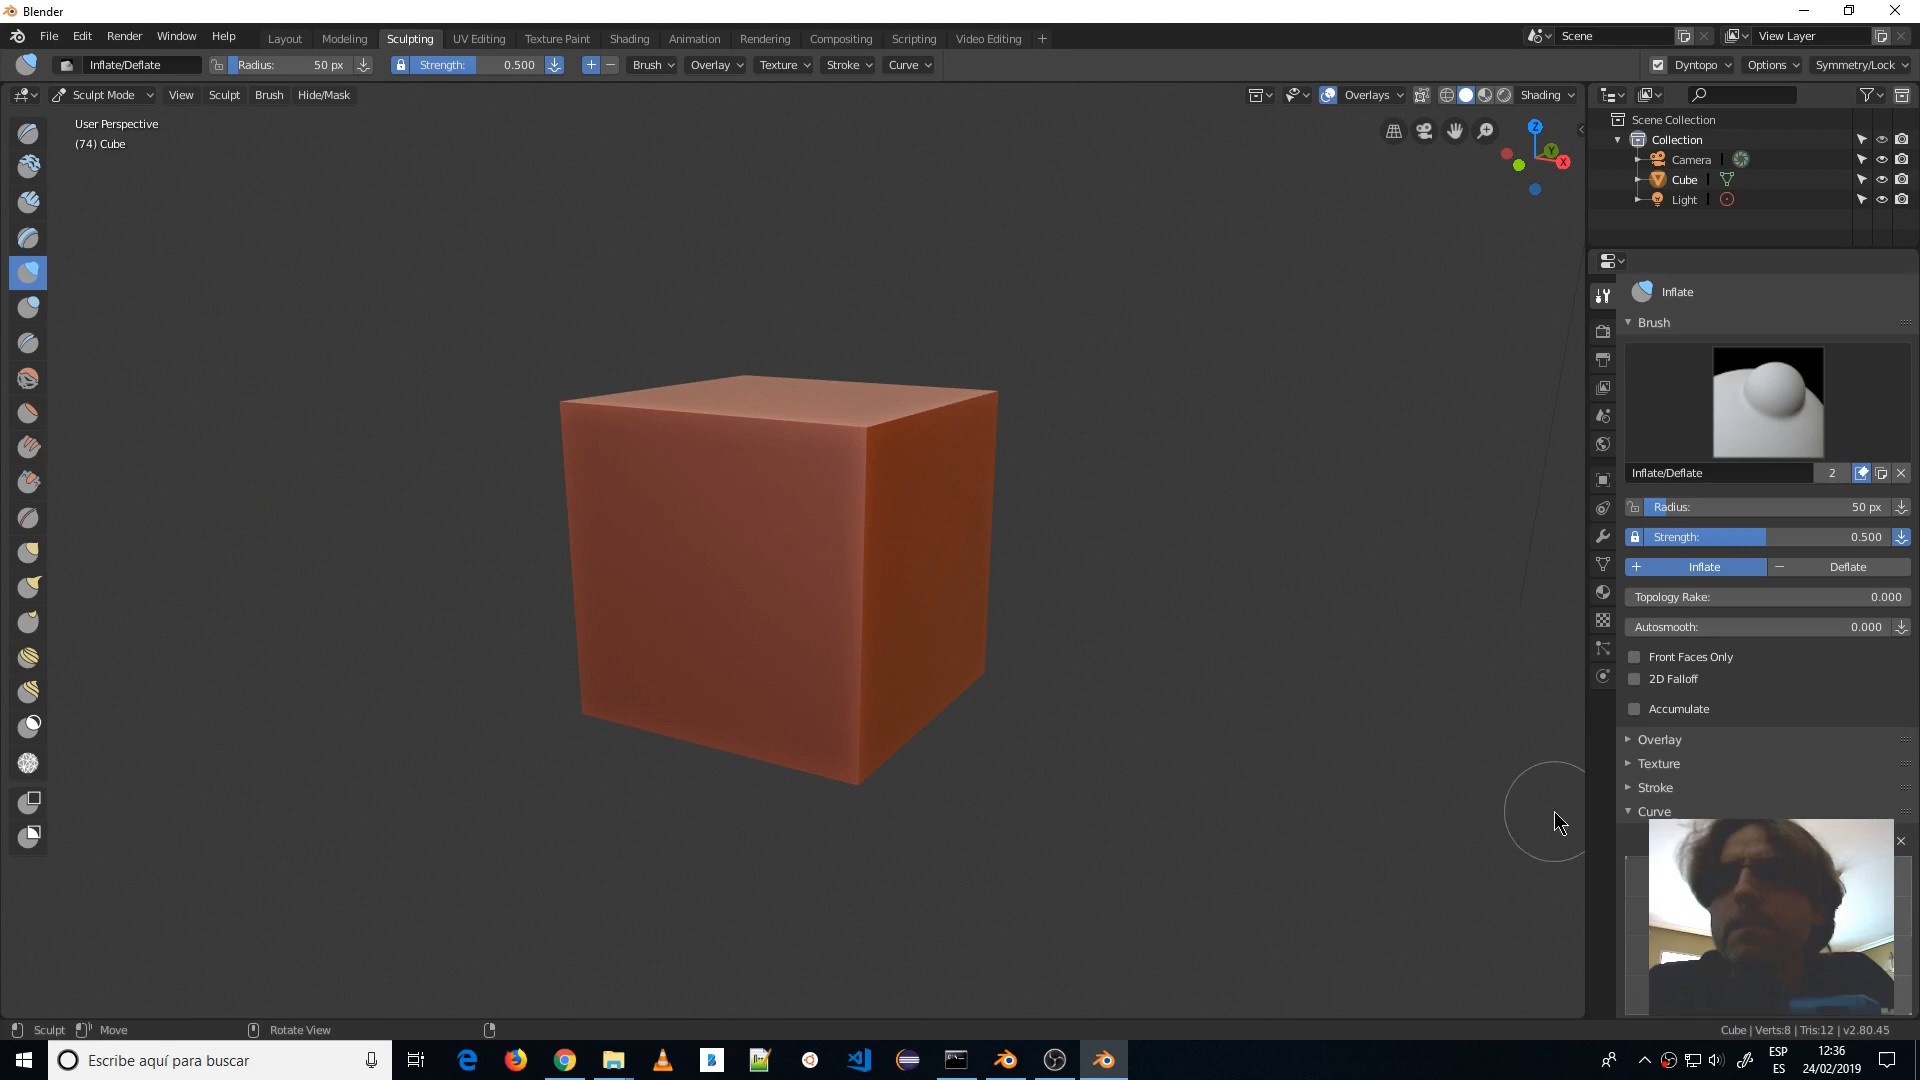 Blender
File Edit Render Window Help Layout Modeling Sculpting UV Editing Texture Paint Shading Animation Rendering Compositing Scripting Video Editing + Scene View Layer
Inflate/Deflate Radius: 50 px Strength: 0.500 + − Brush Overlay Texture Stroke Curve Dyntopo Options Symmetry/Lock
Sculpt Mode View Sculpt Brush Hide/Mask Overlays Shading
User Perspective
(74) Cube
Z
Y
X
Scene Collection
Collection
Camera
Cube
Light
Inflate
Brush
Inflate/Deflate 2
Radius: 50 px
Strength: 0.500
+ Inflate − Deflate
Topology Rake: 0.000
Autosmooth: 0.000
Front Faces Only
2D Falloff
Accumulate
Overlay
Texture
Stroke
Curve
Sculpt Move Rotate View Cube | Verts:8 | Tris:12 | v2.80.45
Escribe aquí para buscar
ESP
ES
12:36
24/02/2019